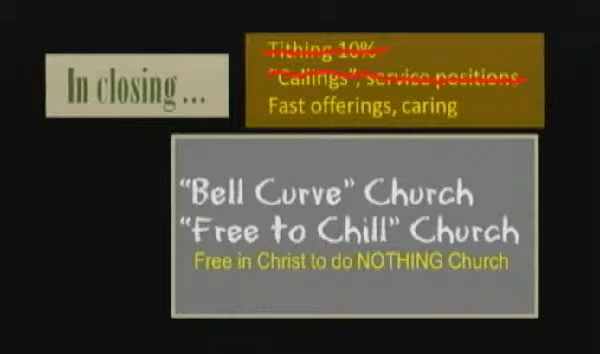 In closing ...
Tithing 10%
"Callings", service positions
Fast offerings, caring
"Bell Curve" Church
"Free to Chill" Church
Free in Christ to do NOTHING Church